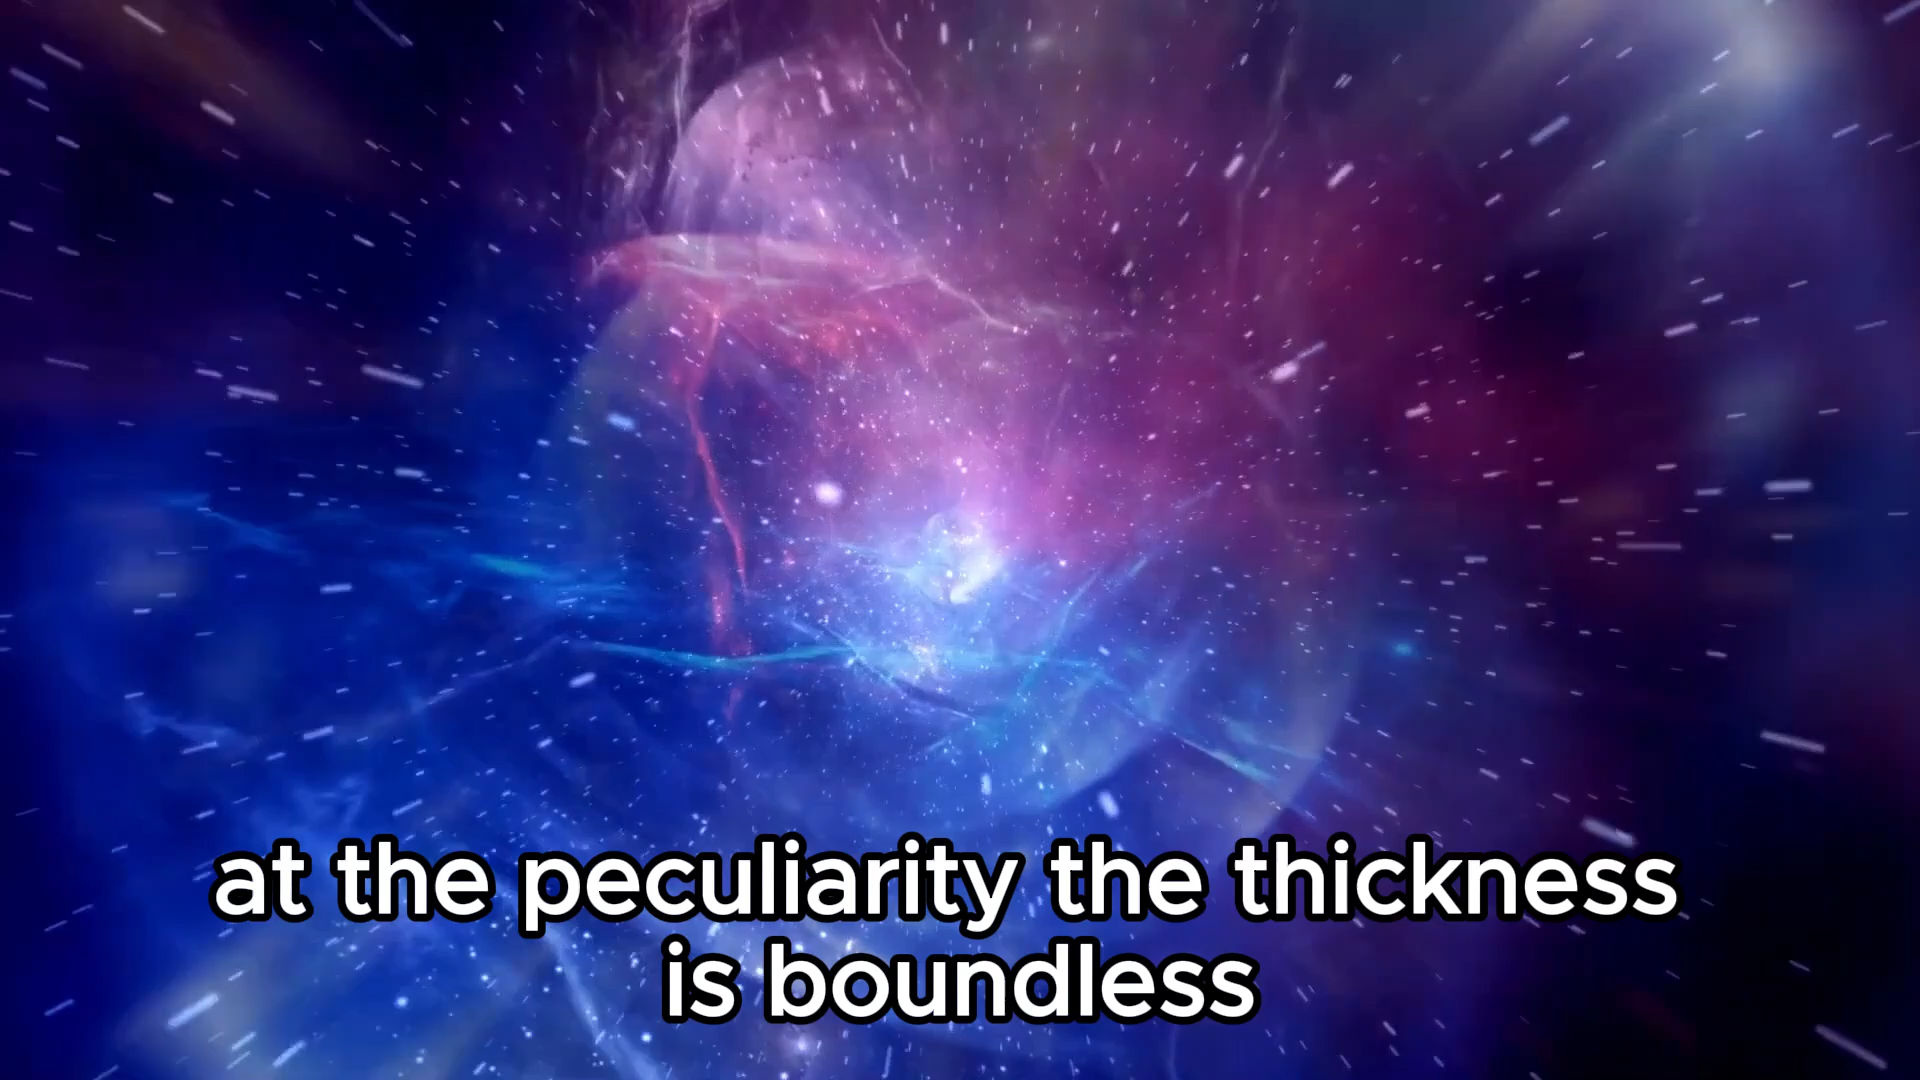 at the peculiarity the thickness
is boundless